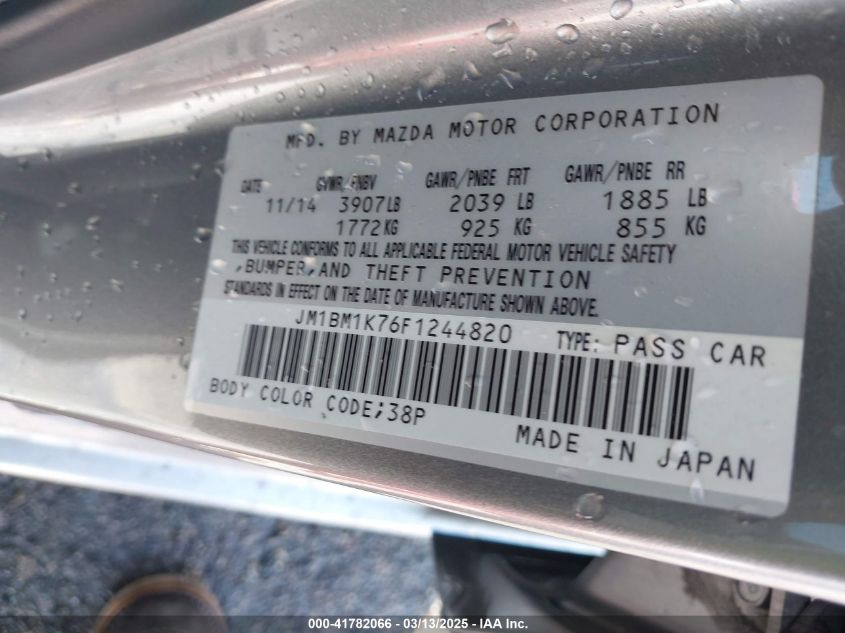 MFD. BY MAZDA MOTOR CORPORATION
DATE GVWR/PNBV GAWR/PNBE FRT GAWR/PNBE RR
11/14 3907LB 2039 LB 1885 LB
1772KG 925 KG 855 KG
THIS VEHICLE CONFORMS TO ALL APPLICABLE FEDERAL MOTOR VEHICLE SAFETY
,BUMPER,AND THEFT PREVENTION
STANDARDS IN EFFECT ON THE DATE OF MANUFACTURE SHOWN ABOVE.
JM1BM1K76F1244820 TYPE: PASS CAR
BODY COLOR CODE;38P
MADE IN JAPAN
000-41782066 - 03/13/2025 - IAA Inc.